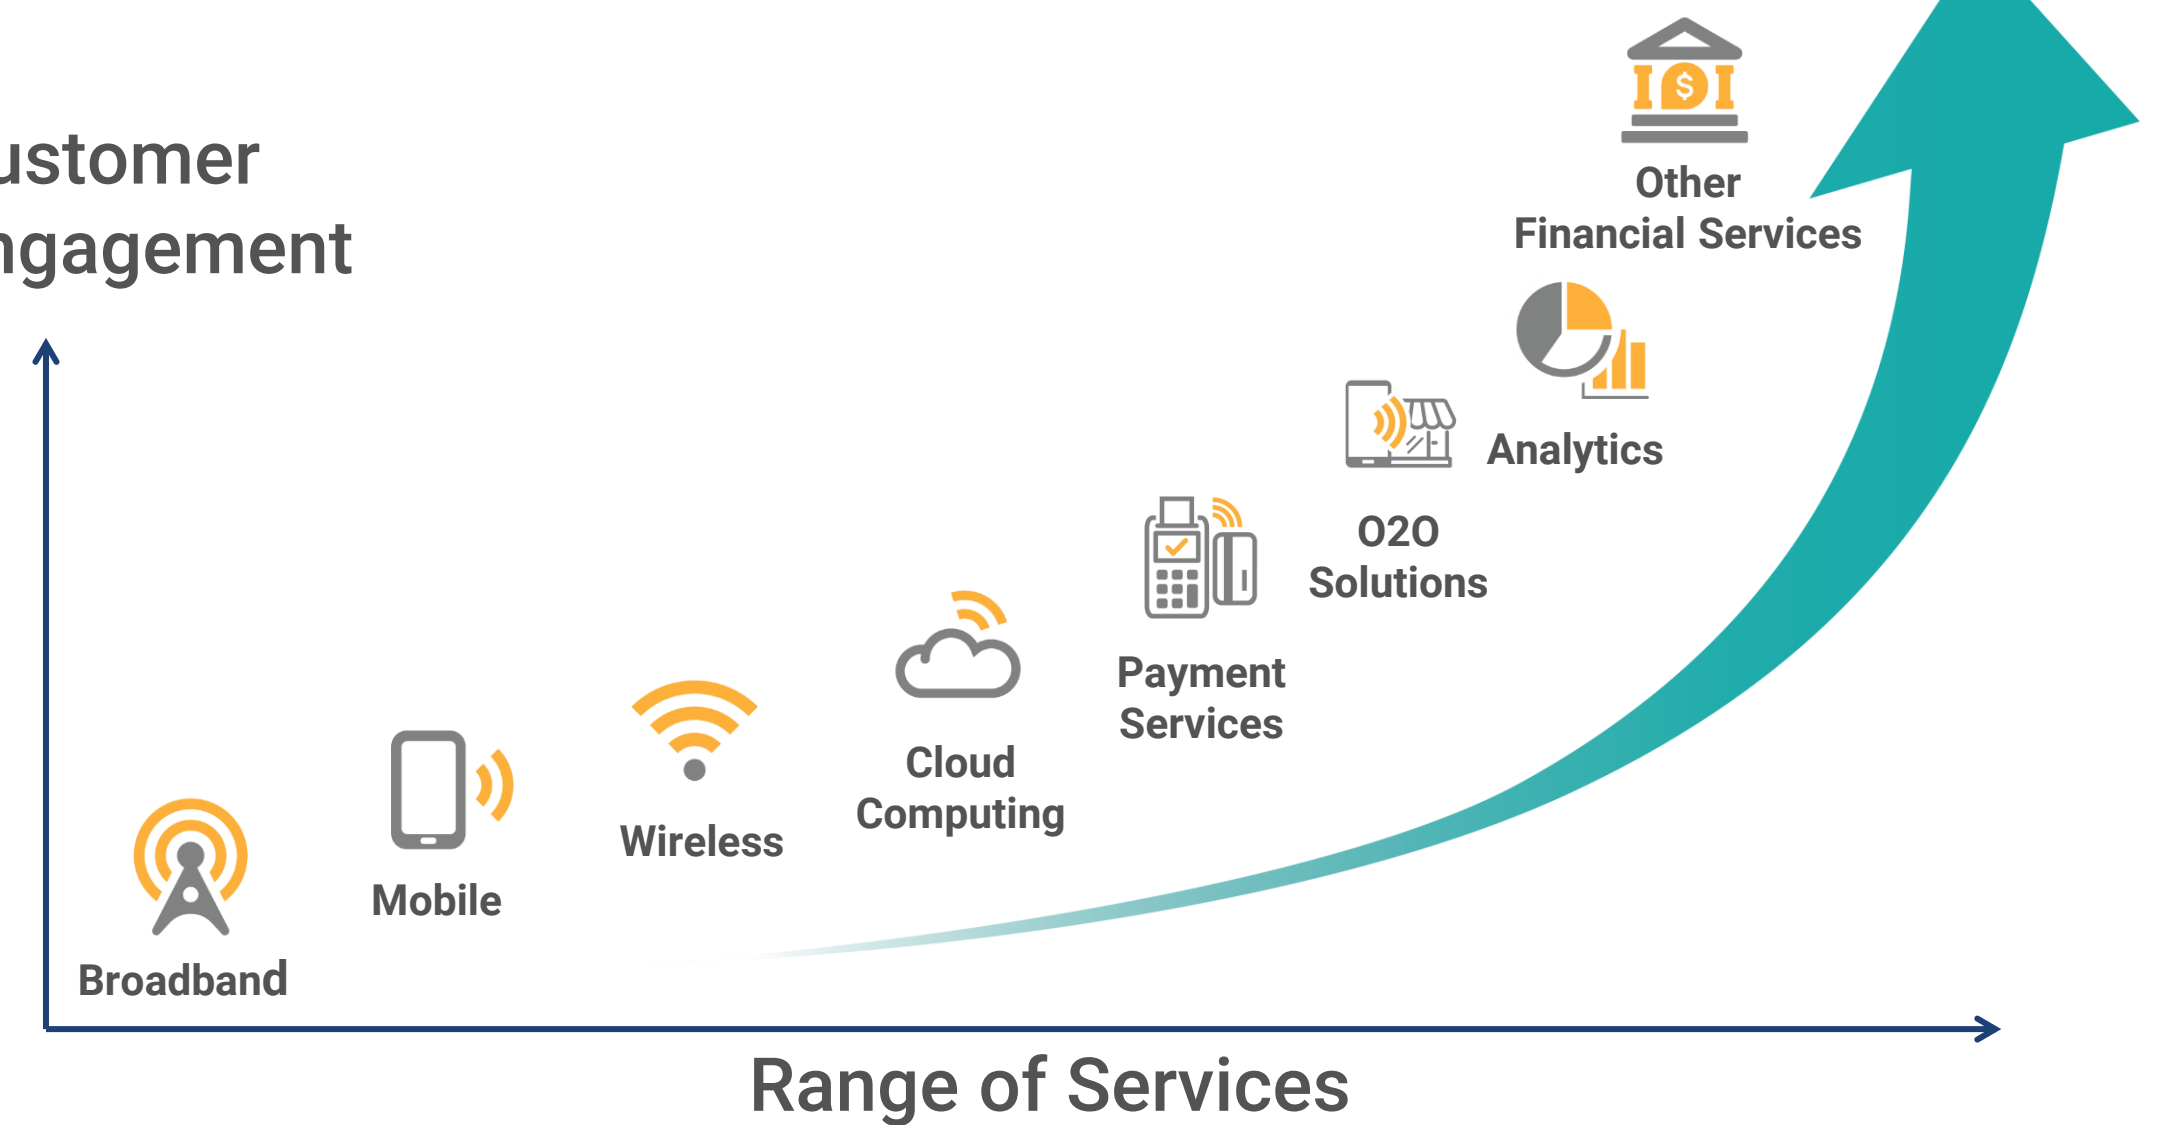 ustomer
ngagement
Other
Financial Services
Analytics
O2O
Solutions
Payment
Services
Cloud
Computing
Wireless
Mobile
Broadband
Range of Services
$